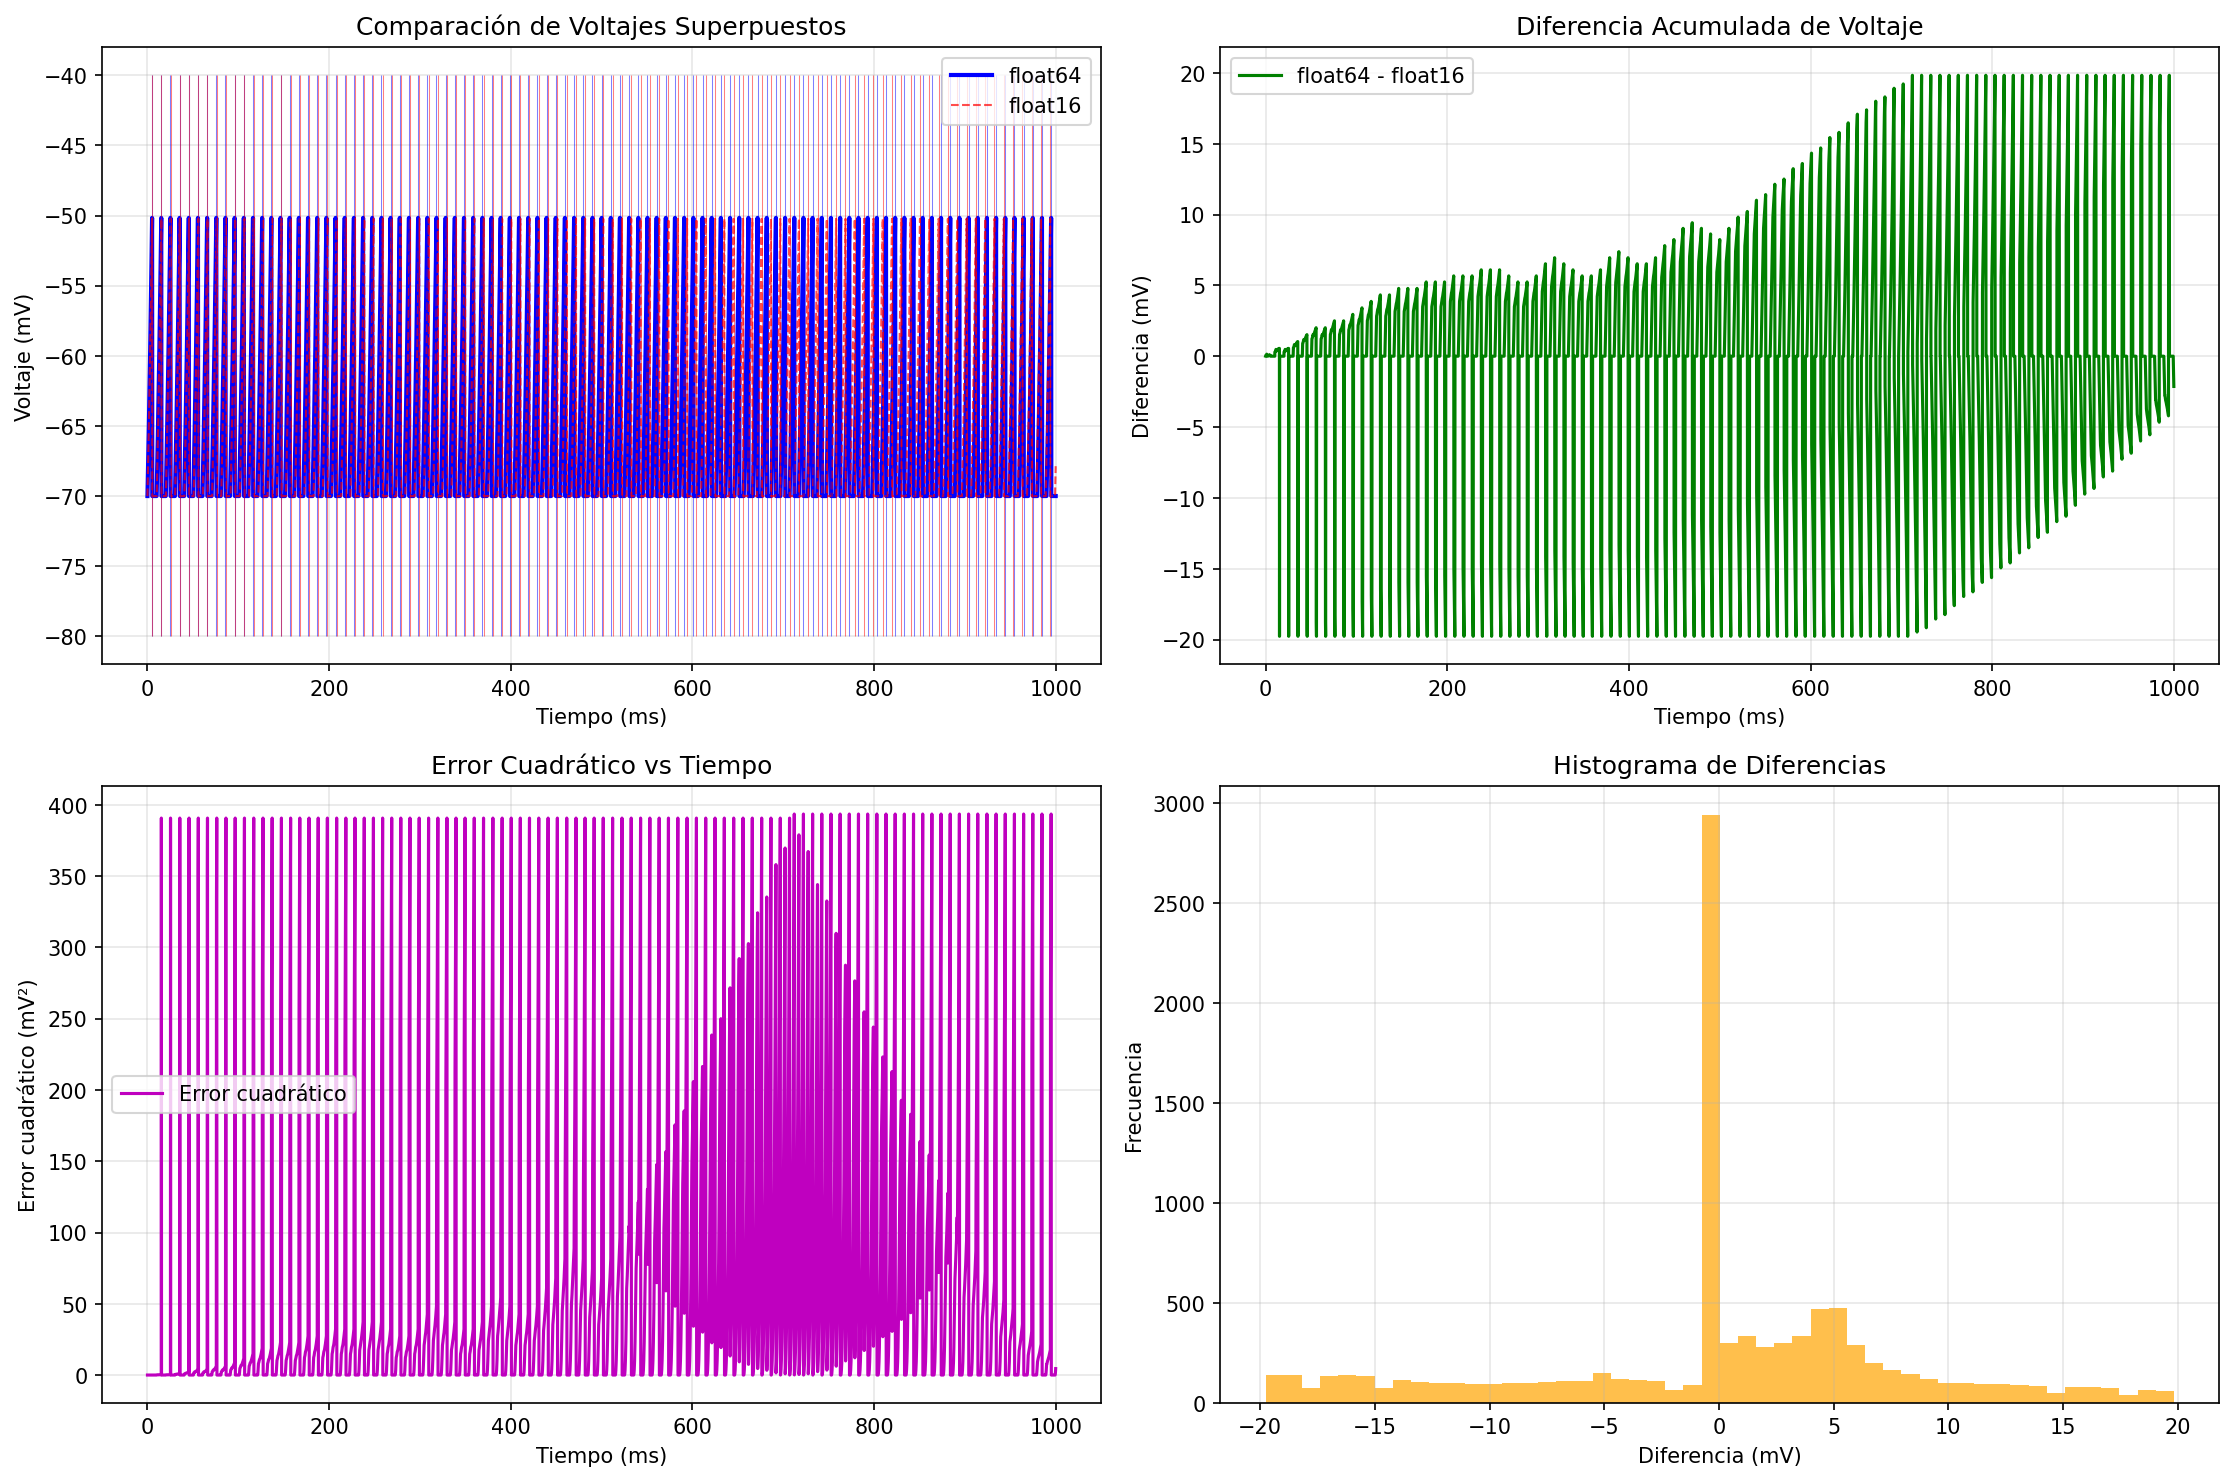 Comparación de Voltajes Superpuestos
float64
float16
−40
−45
−50
−55
−60
−65
−70
−75
−80
Voltaje (mV)
0 200 400 600 800 1000
Tiempo (ms)
Diferencia Acumulada de Voltaje
float64 - float16
20
15
10
5
0
−5
−10
−15
−20
Diferencia (mV)
0 200 400 600 800 1000
Tiempo (ms)
Error Cuadrático vs Tiempo
400
350
300
250
200
150
100
50
0
Error cuadrático (mV²)
Error cuadrático
0 200 400 600 800 1000
Tiempo (ms)
Histograma de Diferencias
3000
2500
2000
1500
1000
500
0
Frecuencia
−20 −15 −10 −5 0 5 10 15 20
Diferencia (mV)